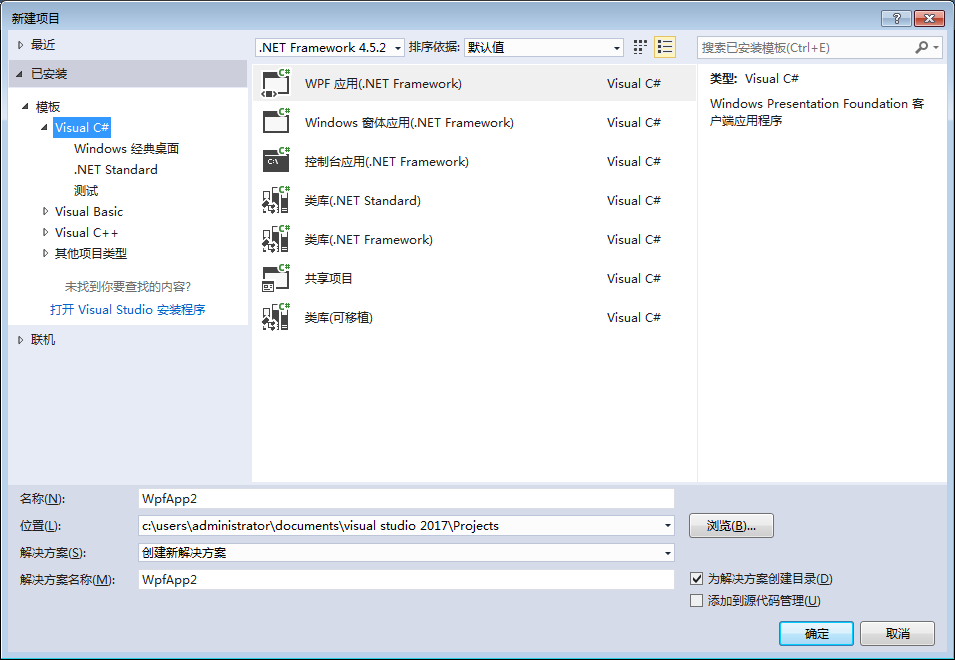 新建项目
最近
已安装
模板
Visual C#
Windows 经典桌面
.NET Standard
测试
Visual Basic
Visual C++
其他项目类型
未找到你要查找的内容?
打开 Visual Studio 安装程序
联机
.NET Framework 4.5.2 排序依据: 默认值
WPF 应用(.NET Framework) Visual C#
Windows 窗体应用(.NET Framework) Visual C#
控制台应用(.NET Framework) Visual C#
类库(.NET Standard) Visual C#
类库(.NET Framework) Visual C#
共享项目 Visual C#
类库(可移植) Visual C#
搜索已安装模板(Ctrl+E)
类型: Visual C#
Windows Presentation Foundation 客
户端应用程序
名称(N): WpfApp2
位置(L): c:\users\administrator\documents\visual studio 2017\Projects 浏览(B)...
解决方案(S): 创建新解决方案
解决方案名称(M): WpfApp2
为解决方案创建目录(D)
添加到源代码管理(U)
确定 取消